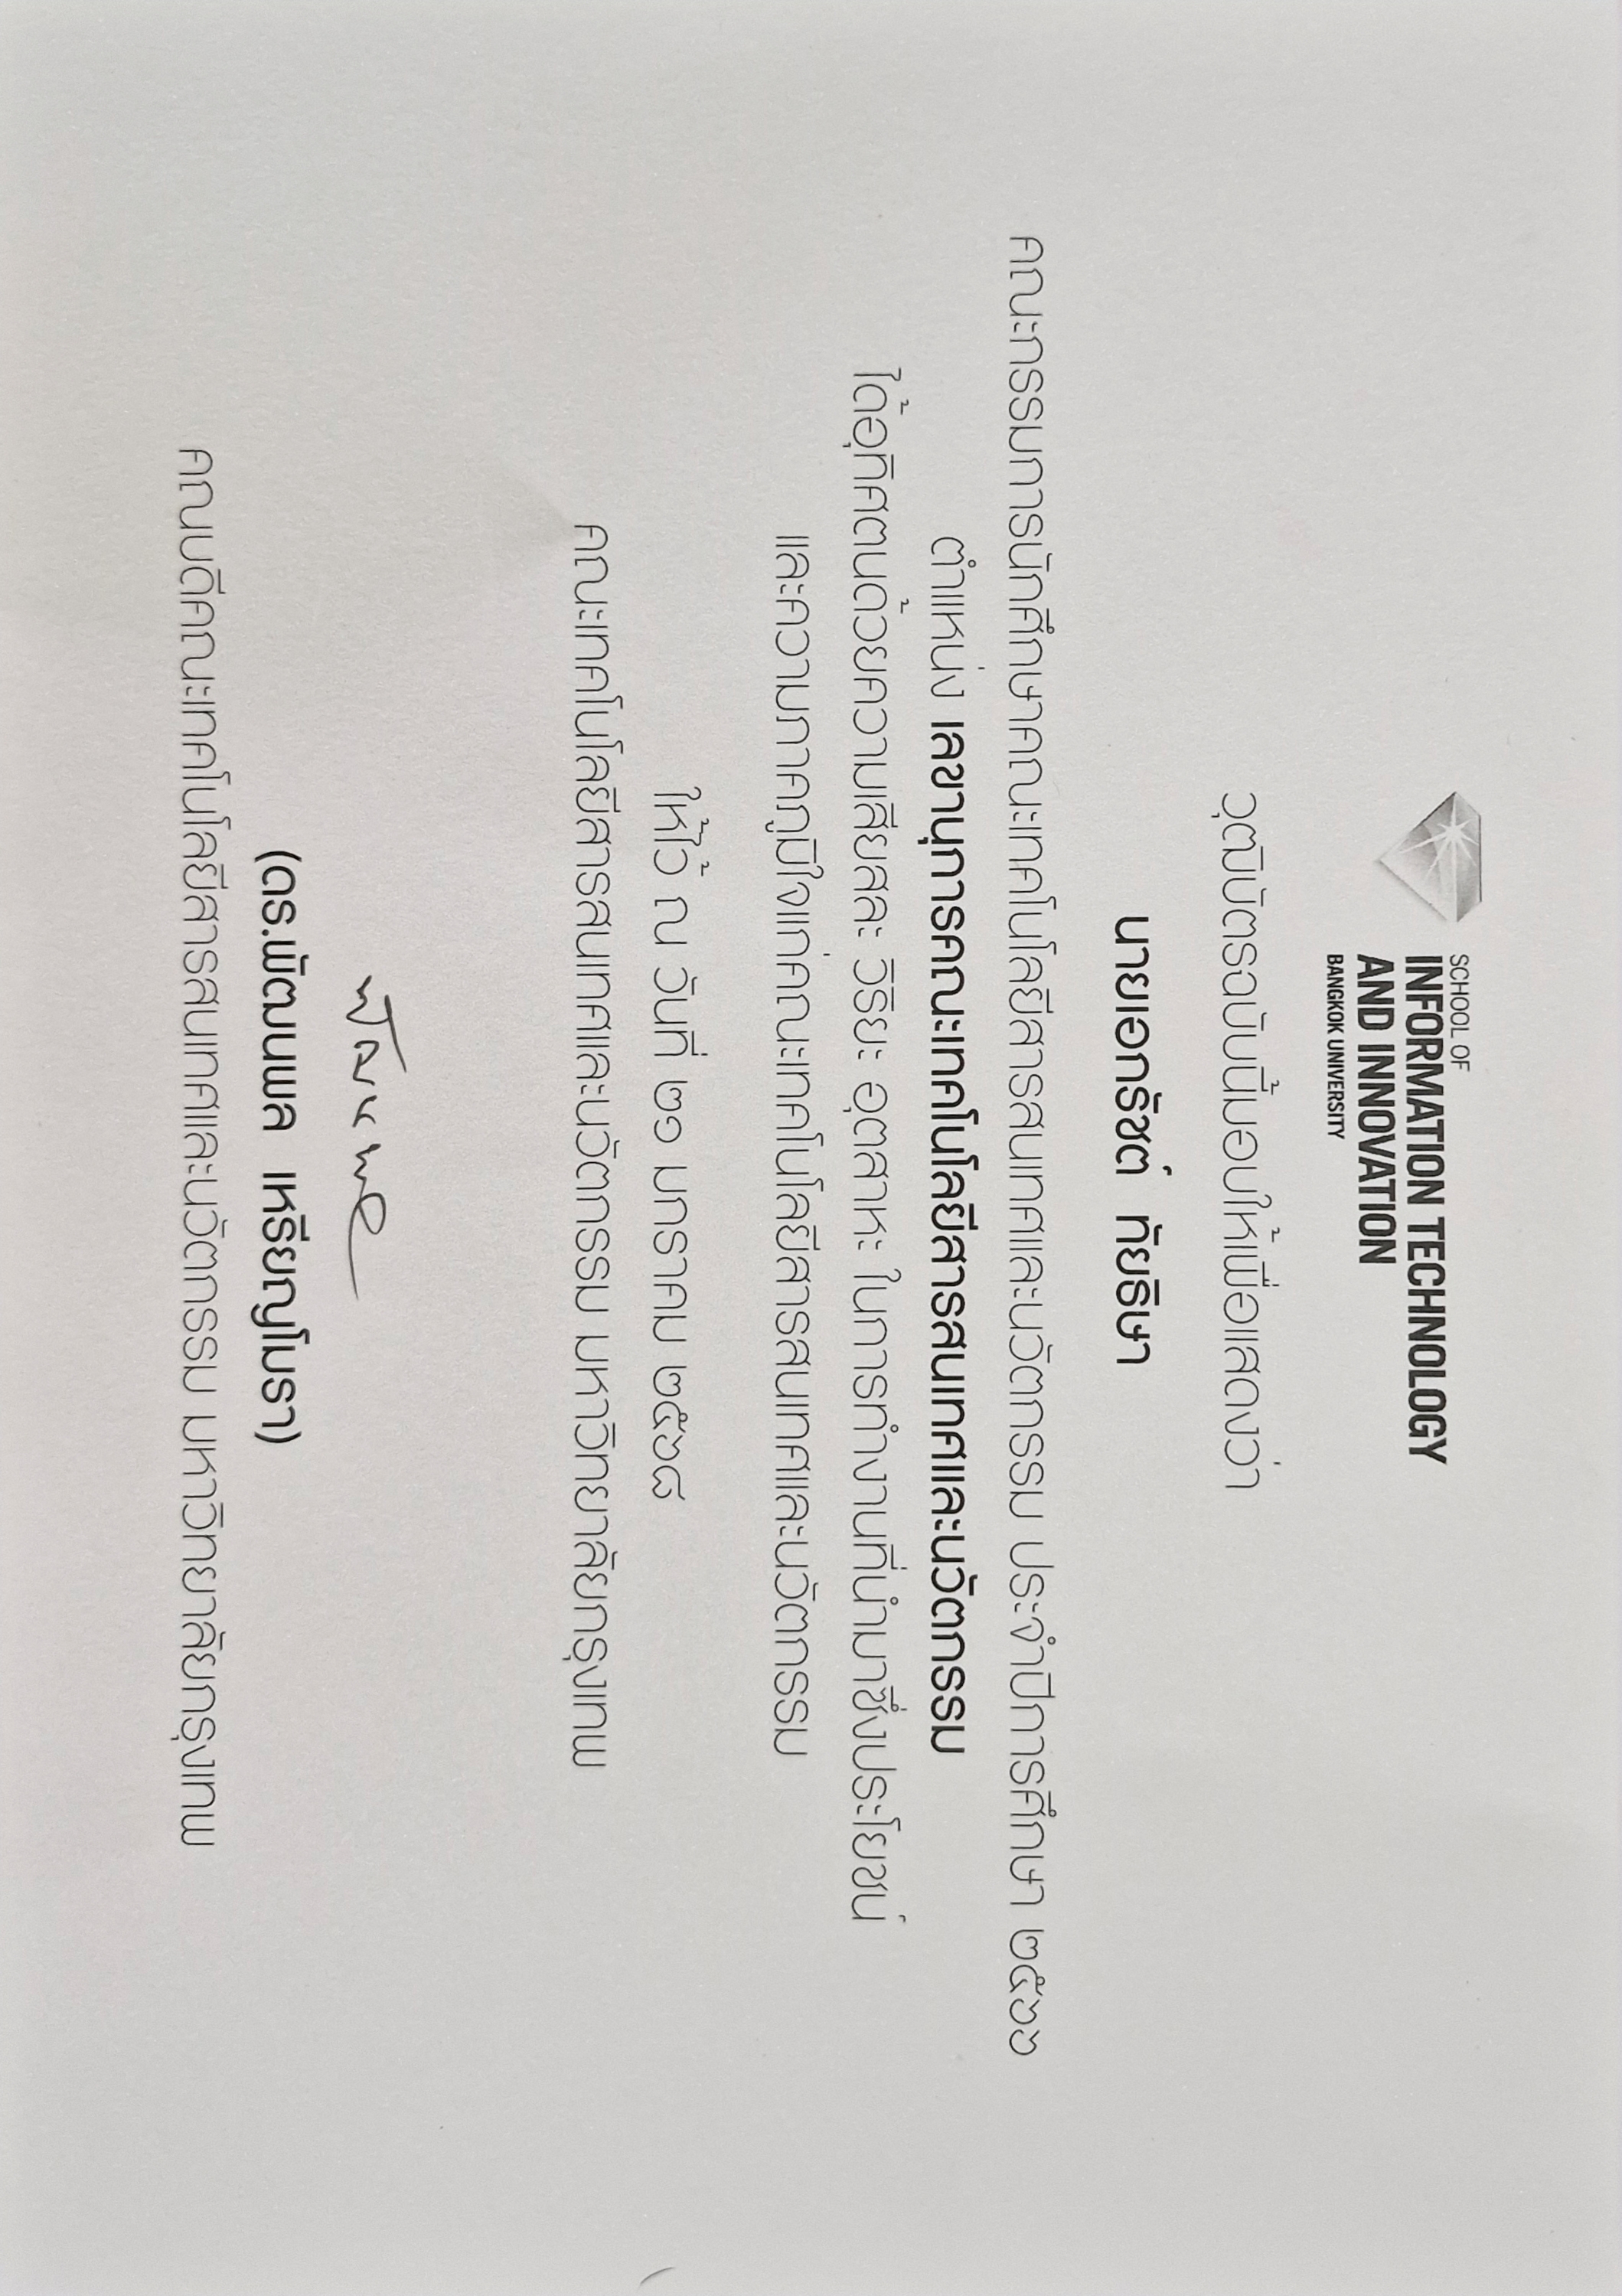 SCHOOL OF
INFORMATION TECHNOLOGY
AND INNOVATION
BANGKOK UNIVERSITY
วุฒิบัตรฉบับนี้มอบให้เพื่อแสดงว่า
นายเอกรัชต์ ทัยธิษา
คณะกรรมการนักศึกษาคณะเทคโนโลยีสารสนเทศและนวัตกรรม ประจำปีการศึกษา ๒๕๖๖
ตำแหน่ง เลขานุการคณะเทคโนโลยีสารสนเทศและนวัตกรรม
ได้อุทิศตนด้วยความเสียสละ วิริยะ อุตสาหะ ในการทำงานที่นำมาซึ่งประโยชน์
และความภาคภูมิใจแก่คณะเทคโนโลยีสารสนเทศและนวัตกรรม
ให้ไว้ ณ วันที่ ๒๑ มกราคม ๒๕๖๘
คณะเทคโนโลยีสารสนเทศและนวัตกรรม มหาวิทยาลัยกรุงเทพ
พัฒนพล
(ดร.พัฒนพล เหรียญโมรา)
คณบดีคณะเทคโนโลยีสารสนเทศและนวัตกรรม มหาวิทยาลัยกรุงเทพ